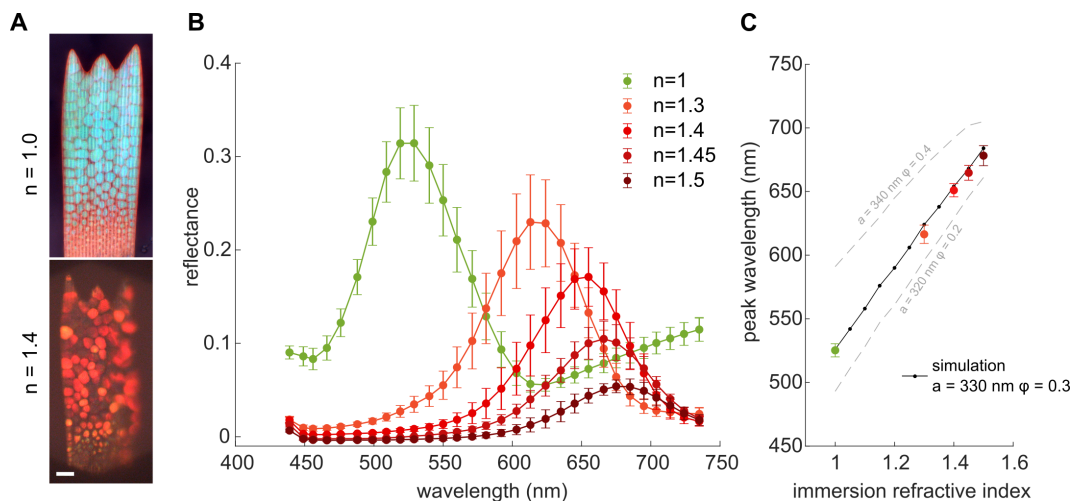 A
n = 1.0
n = 1.4
B
0.4
0.3
0.2
0.1
0
reflectance
400
450
500
550
600
650
700
750
wavelength (nm)
n=1
n=1.3
n=1.4
n=1.45
n=1.5
C
750
700
650
600
550
500
450
peak wavelength (nm)
a = 340 nm φ = 0.4
a = 320 nm φ = 0.2
simulation
a = 330 nm φ = 0.3
1
1.2
1.4
1.6
immersion refractive index